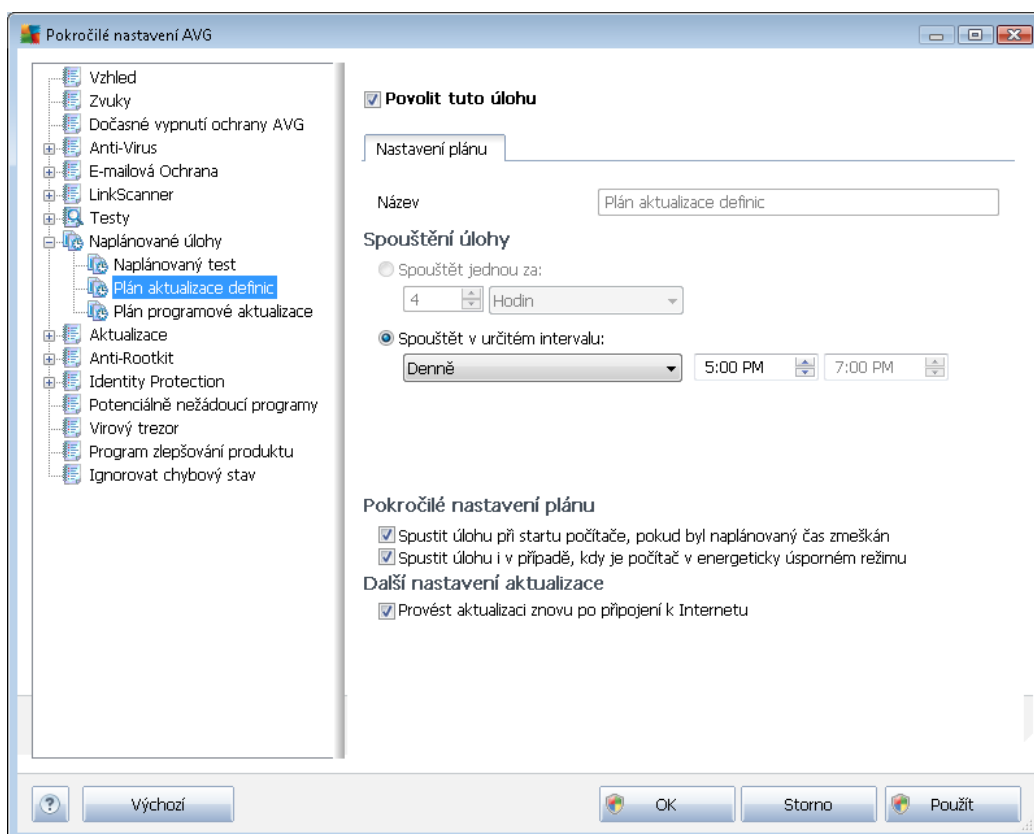 Pokročilé nastavení AVG
Vzhled
Zvuky
Dočasné vypnutí ochrany AVG
Anti-Virus
E-mailová Ochrana
LinkScanner
Testy
Naplánované úlohy
Naplánovaný test
Plán aktualizace definic
Plán programové aktualizace
Aktualizace
Anti-Rootkit
Identity Protection
Potenciálně nežádoucí programy
Virový trezor
Program zlepšování produktu
Ignorovat chybový stav
Povolit tuto úlohu
Nastavení plánu
Název Plán aktualizace definic
Spouštění úlohy
Spouštět jednou za:
4 Hodin
Spouštět v určitém intervalu:
Denně 5:00 PM 7:00 PM
Pokročilé nastavení plánu
Spustit úlohu při startu počítače, pokud byl naplánovaný čas zmeškán
Spustit úlohu i v případě, kdy je počítač v energeticky úsporném režimu
Další nastavení aktualizace
Provést aktualizaci znovu po připojení k Internetu
? Výchozí OK Storno Použít